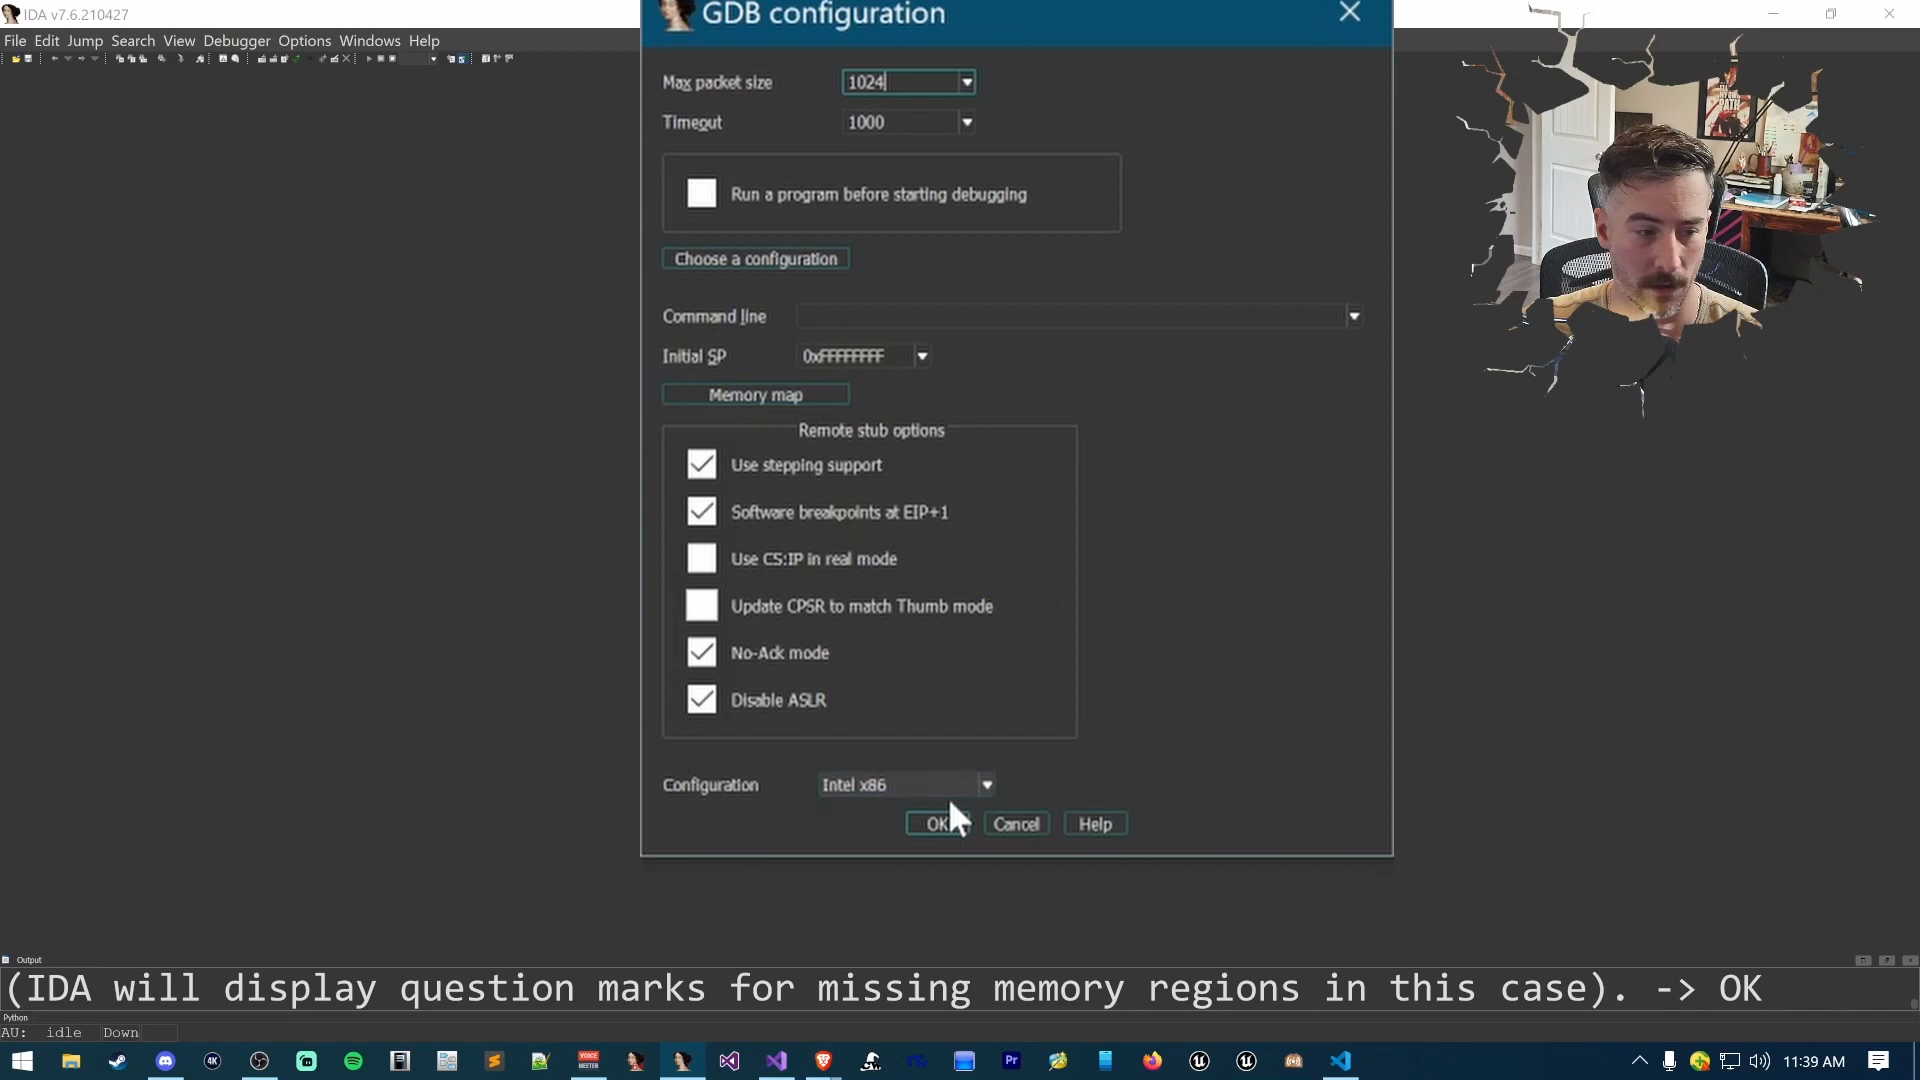 IDA v7.6.210427
File Edit Jump Search View Debugger Options Windows Help
GDB configuration
Max packet size 1024
Timeout 1000
Run a program before starting debugging
Choose a configuration
Command line
Initial SP 0xFFFFFFFF
Memory map
Remote stub options
Use stepping support
Software breakpoints at EIP+1
Use CS:IP in real mode
Update CPSR to match Thumb mode
No-Ack mode
Disable ASLR
Configuration Intel x86
OK Cancel Help
Output
(IDA will display question marks for missing memory regions in this case). -> OK
Python
AU: idle Down
4K VOICE MEETER Pr 11:39 AM